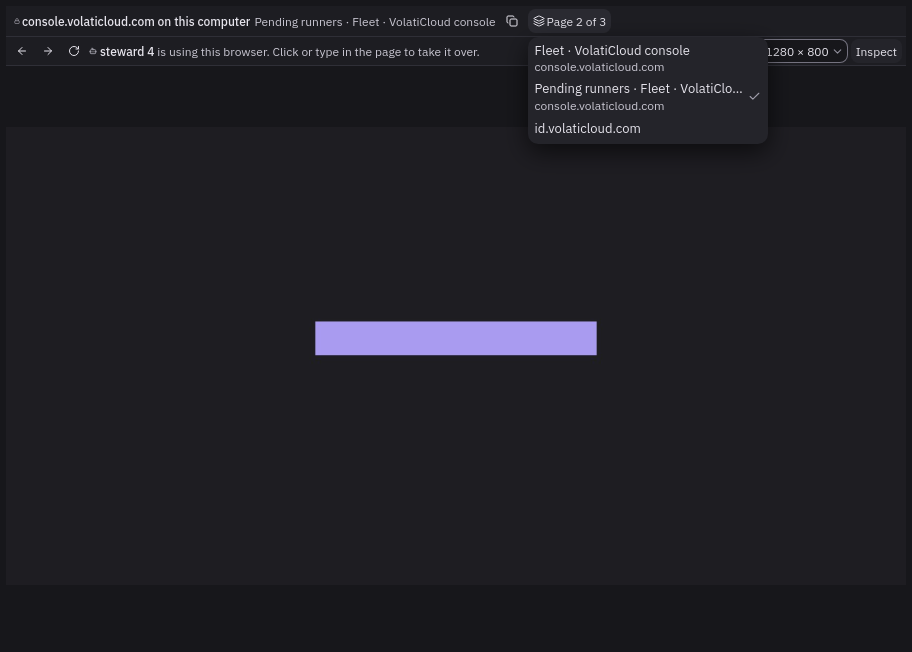 console.volaticloud.com on this computer Pending runners · Fleet · VolatiCloud console Page 2 of 3
steward 4 is using this browser. Click or type in the page to take it over. 1280 × 800 Inspect
Fleet · VolatiCloud console
console.volaticloud.com
Pending runners · Fleet · VolatiClo...
console.volaticloud.com
id.volaticloud.com